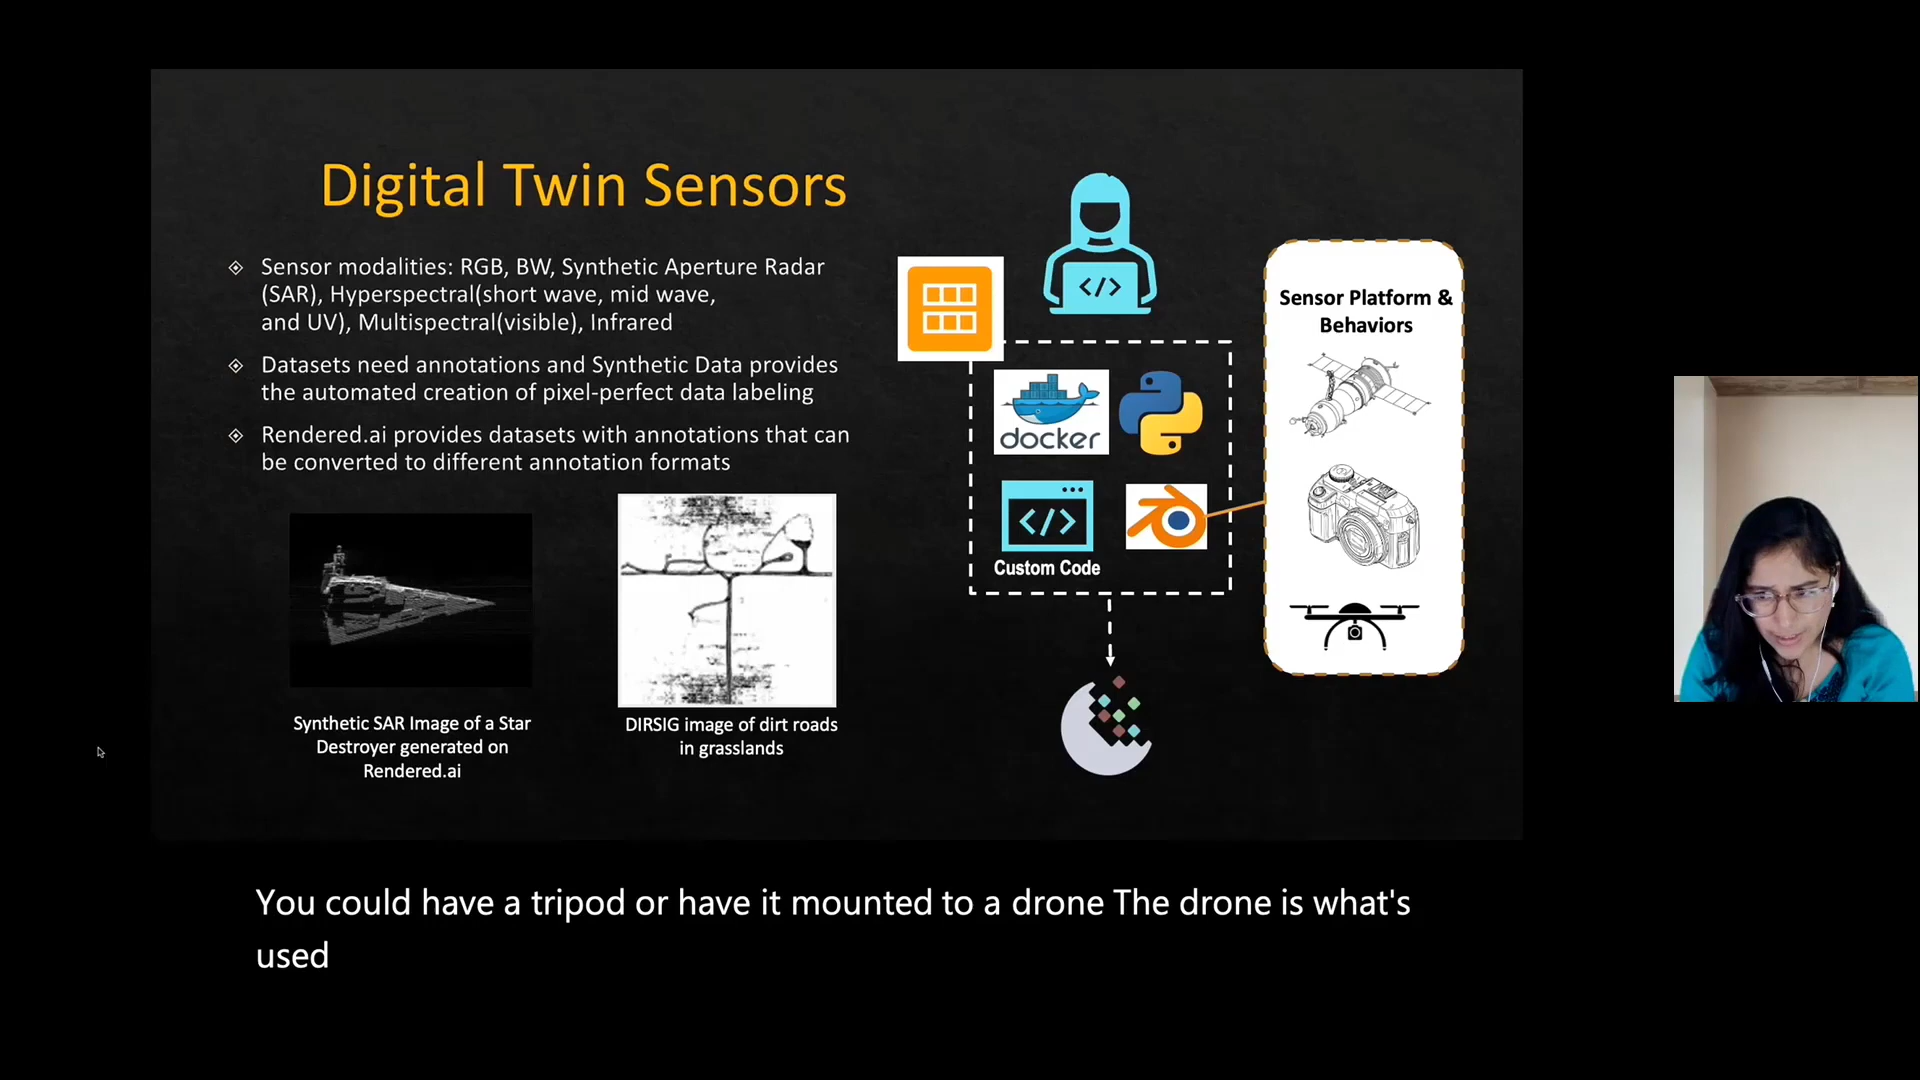 Digital Twin Sensors
Sensor modalities: RGB, BW, Synthetic Aperture Radar
(SAR), Hyperspectral(short wave, mid wave,
and UV), Multispectral(visible), Infrared
Datasets need annotations and Synthetic Data provides
the automated creation of pixel-perfect data labeling
Rendered.ai provides datasets with annotations that can
be converted to different annotation formats
Synthetic SAR Image of a Star
Destroyer generated on
Rendered.ai
DIRSIG image of dirt roads
in grasslands
</>
docker
</>
Custom Code
Sensor Platform &
Behaviors
You could have a tripod or have it mounted to a drone The drone is what's
used